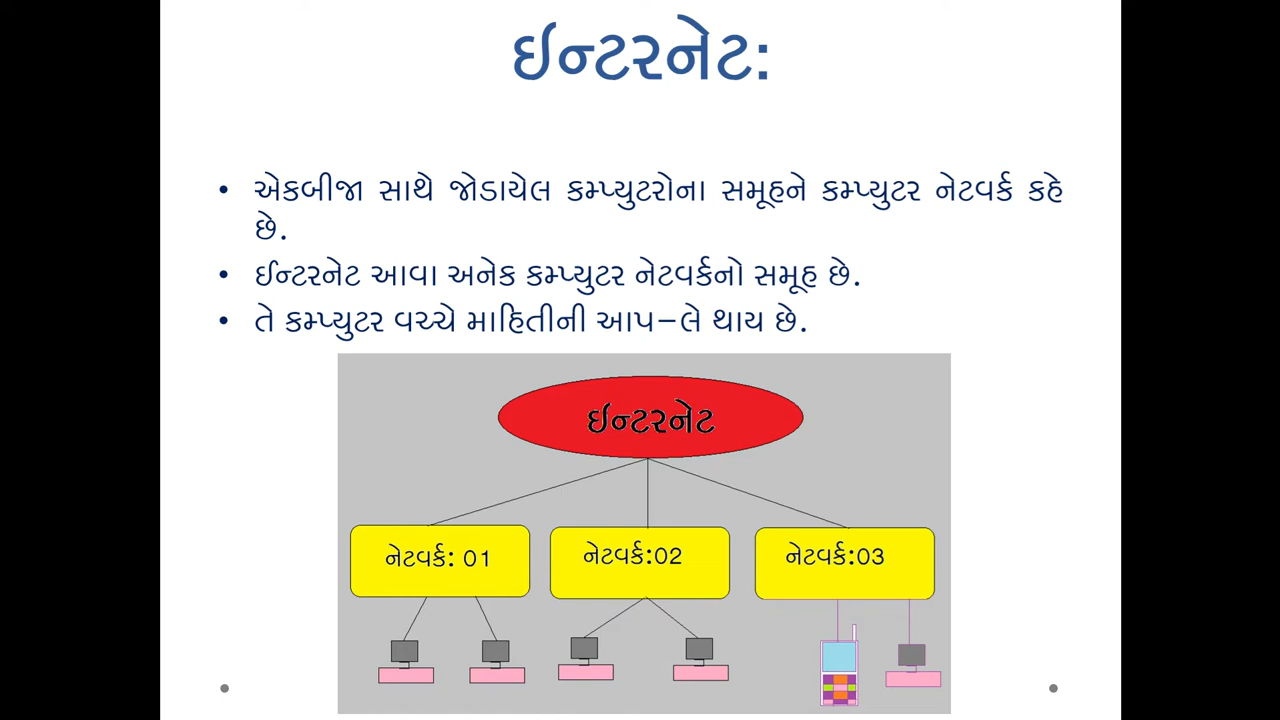 ઈન્ટરનેટ:
• એકબીજા સાથે જોડાયેલ કમ્પ્યુટરોના સમૂહને કમ્પ્યુટર નેટવર્ક કહે
છે.
• ઈન્ટરનેટ આવા અનેક કમ્પ્યુટર નેટવર્કનો સમૂહ છે.
• તે કમ્પ્યુટર વચ્ચે માહિતીની આપ–લે થાય છે.
ઈન્ટરનેટ
નેટવર્ક: 01
નેટવર્ક:02
નેટવર્ક:03